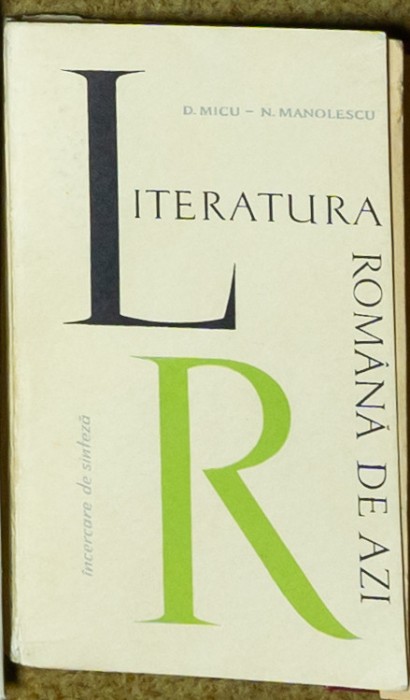 D. MICU – N. MANOLESCU
LITERATURA
ROMÂNĂ DE AZI
R
încercare de sinteză